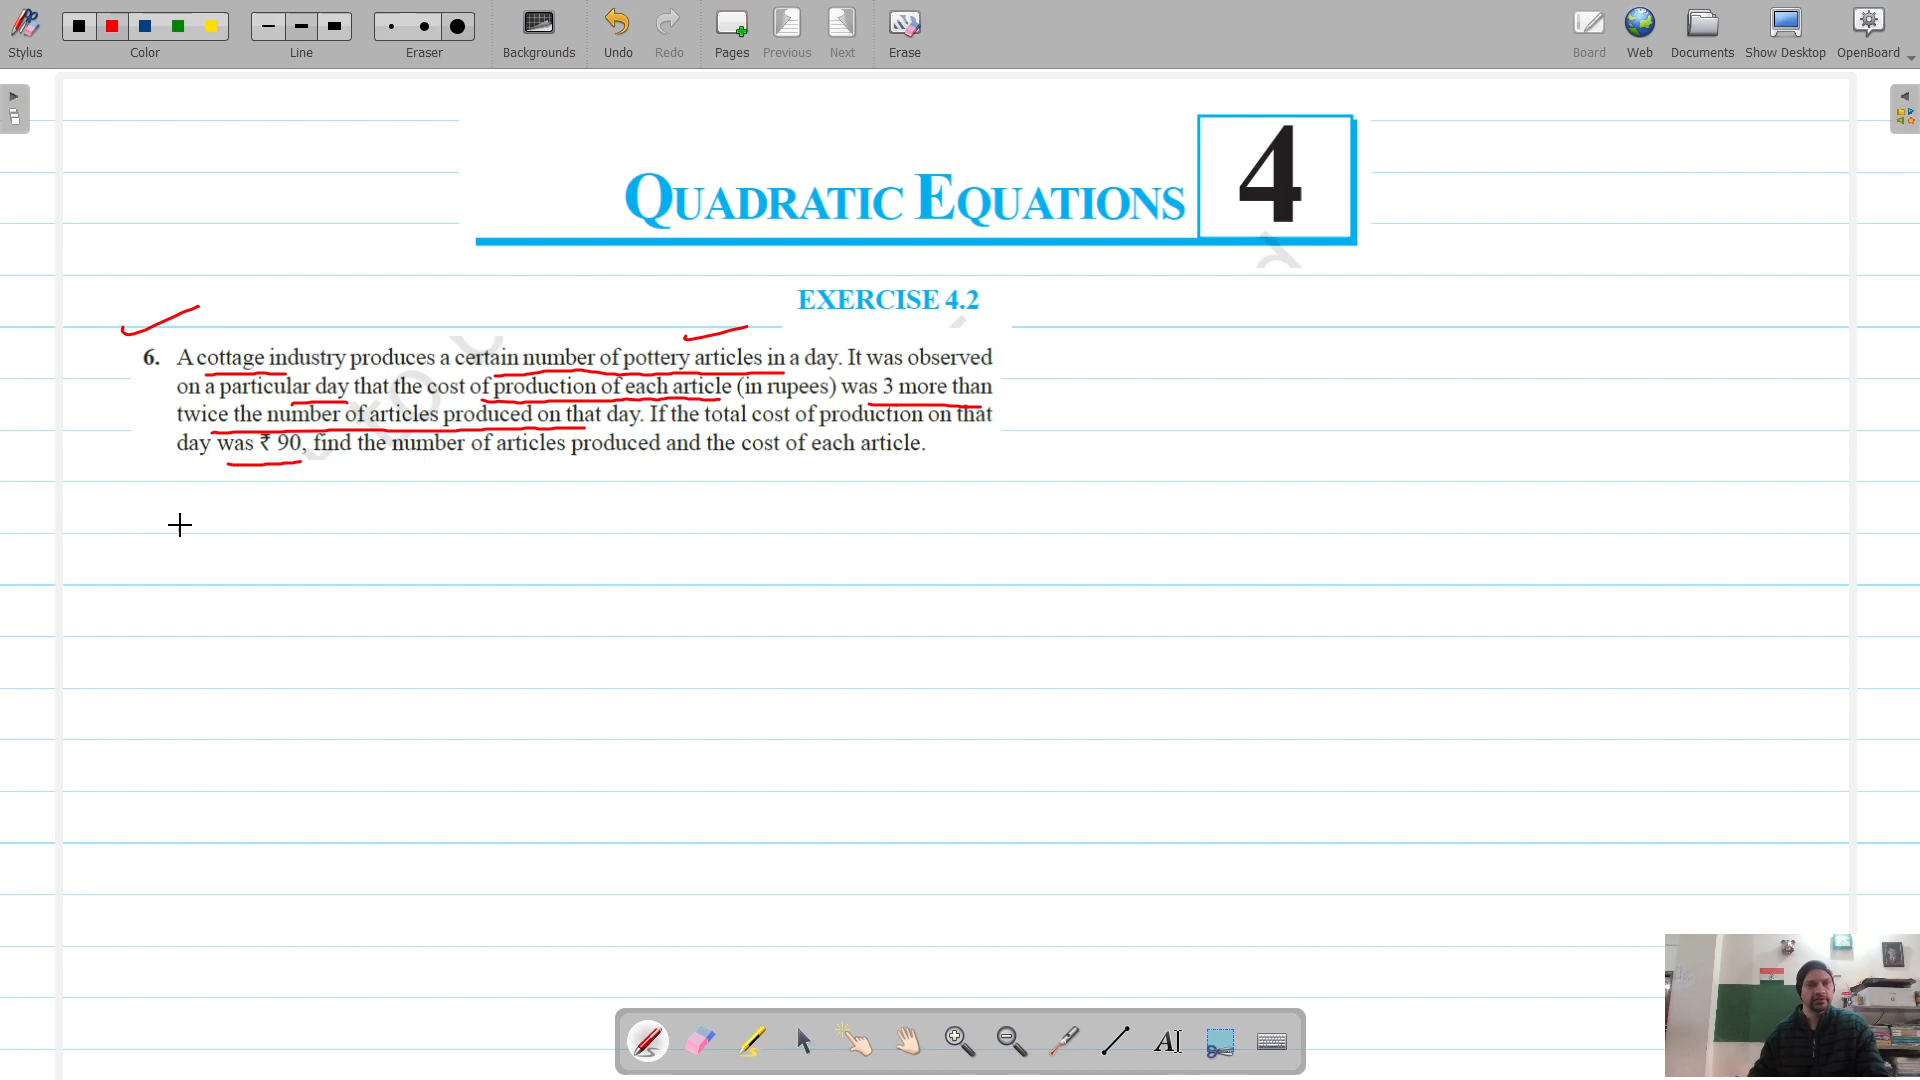 Stylus
Color
Line
Eraser
Backgrounds
Undo
Redo
Pages
Previous
Next
Erase
Board
Web
Documents
Show Desktop
OpenBoard
QUADRATIC EQUATIONS 4
EXERCISE 4.2
6. A cottage industry produces a certain number of pottery articles in a day. It was observed
on a particular day that the cost of production of each article (in rupees) was 3 more than
twice the number of articles produced on that day. If the total cost of production on that
day was ₹ 90, find the number of articles produced and the cost of each article.